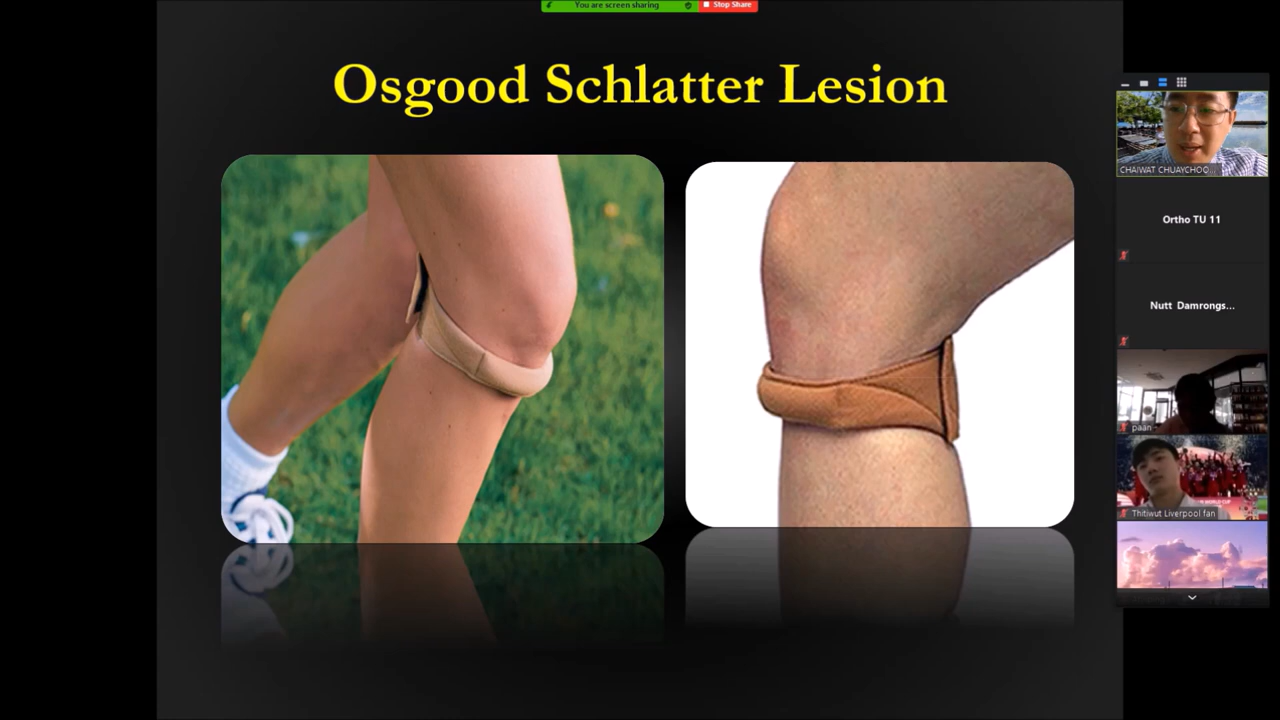 You are screen sharing
Stop Share
Osgood Schlatter Lesion
CHAIWAT CHUAYCHOO...
Ortho TU 11
Nutt Damrongs...
paan
Thitiwut Liverpool fan